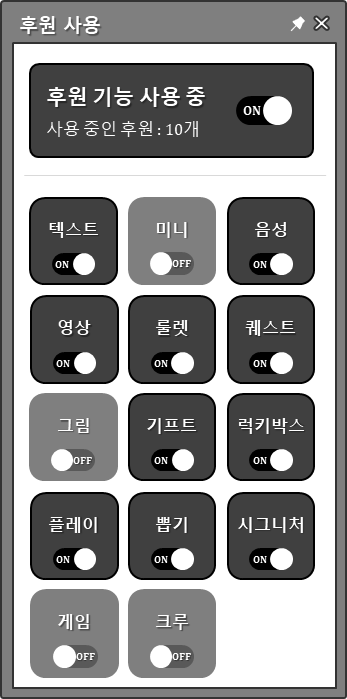 후원 사용
후원 기능 사용 중
ON
사용 중인 후원 : 10개
텍스트 미니 음성
ON OFF ON
영상 룰렛 퀘스트
ON ON ON
그림 기프트 럭키박스
OFF ON ON
플레이 뽑기 시그니처
ON ON ON
게임 크루
OFF OFF